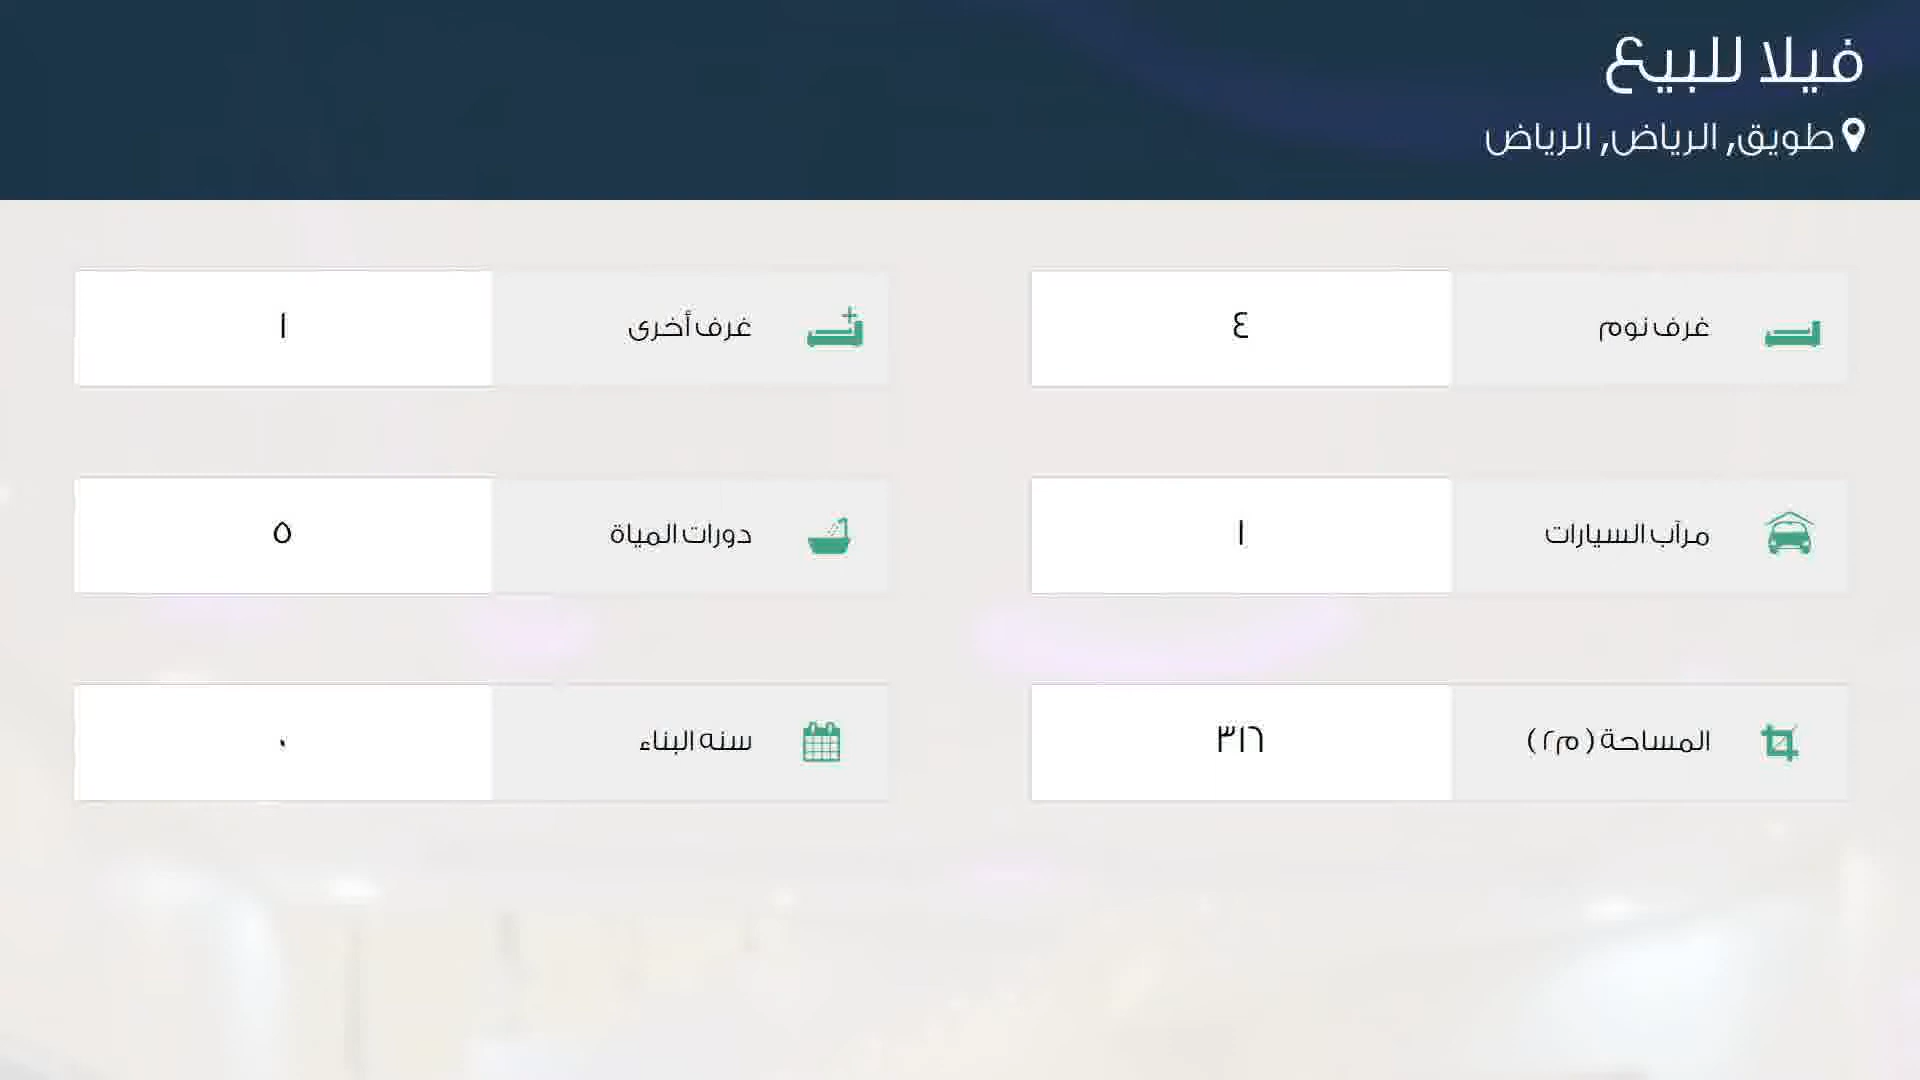 فيلا للبيع
طويق, الرياض, الرياض
غرف نوم ٤
غرف أخرى ١
مرآب السيارات ١
دورات المياة ٥
المساحة ( م٢ ) ٣١٦
سنه البناء ٠